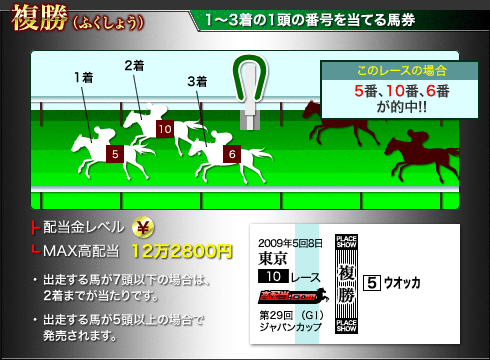 複勝(ふくしょう)
1〜3着の1頭の番号を当てる馬券
このレースの場合
5番、10番、6番
が的中!!
1着
2着
3着
5
10
6
配当金レベル ¥
MAX高配当 12万2800円
・出走する馬が7頭以下の場合は、
2着までが当たりです。
・出走する馬が5頭以上の場合で
発売されます。
2009年5回8日
東京
10 レース
第29回 (GI)
ジャパンカップ
PLACE
SHOW
複勝
PLACE
SHOW
5 ウオッカ